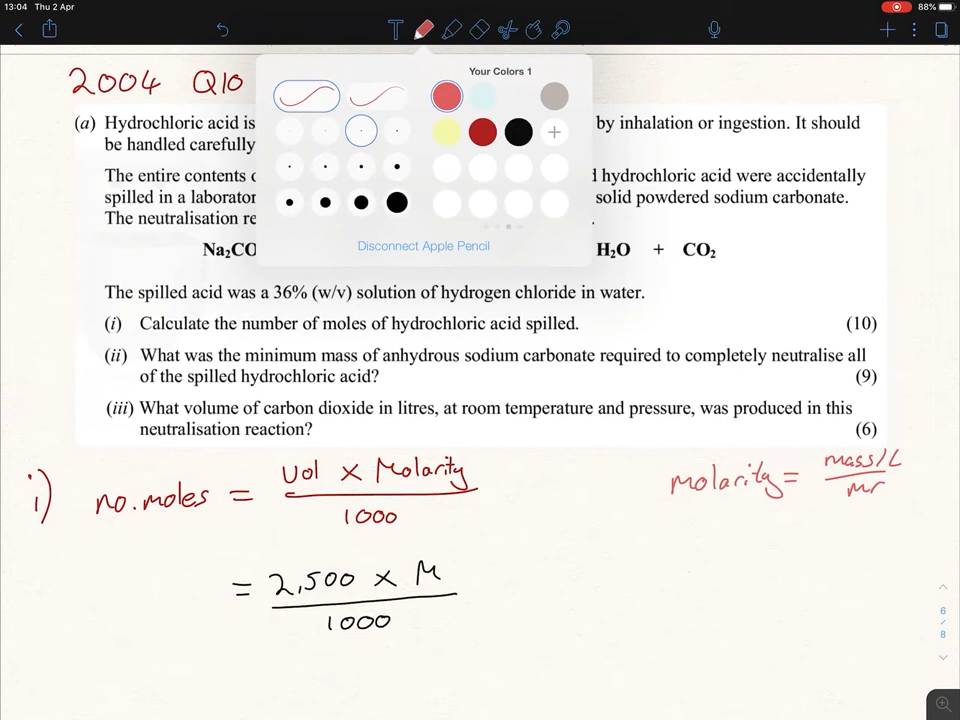 13:04 Thu 2 Apr 88%
T
Your Colors 1
Disconnect Apple Pencil
2004 Q10
(a) Hydrochloric acid is by inhalation or ingestion. It should
be handled carefully
The entire contents d hydrochloric acid were accidentally
spilled in a laborator solid powdered sodium carbonate.
The neutralisation re .
Na₂CO H₂O + CO₂
The spilled acid was a 36% (w/v) solution of hydrogen chloride in water.
(i) Calculate the number of moles of hydrochloric acid spilled. (10)
(ii) What was the minimum mass of anhydrous sodium carbonate required to completely neutralise all
of the spilled hydrochloric acid? (9)
(iii) What volume of carbon dioxide in litres, at room temperature and pressure, was produced in this
neutralisation reaction? (6)
i) no. moles = vol × Molarity / 1000
molarity = mass/L / mr
= 2,500 × M / 1000
6
/
8